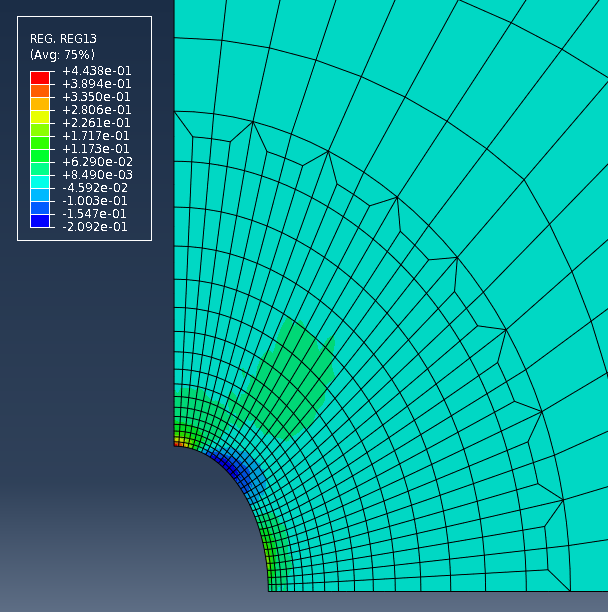 REG. REG13
(Avg: 75%)
+4.438e-01
+3.894e-01
+3.350e-01
+2.806e-01
+2.261e-01
+1.717e-01
+1.173e-01
+6.290e-02
+8.490e-03
-4.592e-02
-1.003e-01
-1.547e-01
-2.092e-01